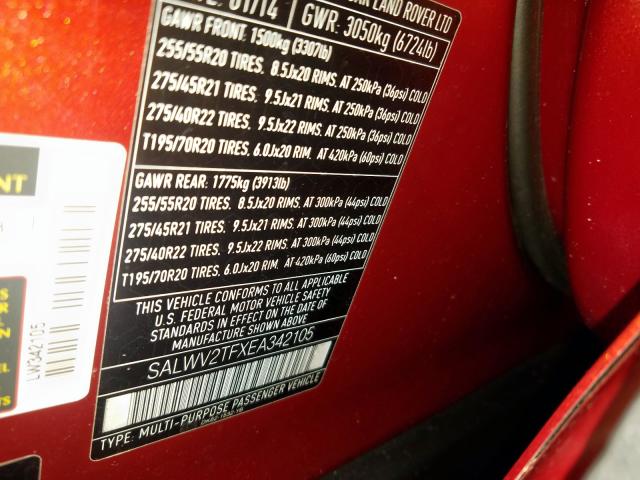 01/14
LAND ROVER LTD
GWR: 3050kg (6724lb)
GAWR FRONT: 1500kg (3307lb)
255/55R20 TIRES. 8.5Jx20 RIMS. AT 250kPa (36psi) COLD
275/45R21 TIRES. 9.5Jx21 RIMS. AT 250kPa (36psi) COLD
275/40R22 TIRES. 9.5Jx22 RIMS. AT 250kPa (36psi) COLD
T195/70R20 TIRES. 6.0Jx20 RIM. AT 420kPa (60psi) COLD
GAWR REAR: 1775kg (3913lb)
255/55R20 TIRES. 8.5Jx20 RIMS. AT 300kPa (44psi) COLD
275/45R21 TIRES. 9.5Jx21 RIMS. AT 300kPa (44psi) COLD
275/40R22 TIRES. 9.5Jx22 RIMS. AT 300kPa (44psi) COLD
T195/70R20 TIRES. 6.0Jx20 RIM. AT 420kPa (60psi) COLD
THIS VEHICLE CONFORMS TO ALL APPLICABLE
U.S. FEDERAL MOTOR VEHICLE SAFETY
STANDARDS IN EFFECT ON THE DATE OF
MANUFACTURE SHOWN ABOVE
SALWV2TFXEA342105
TYPE: MULTI-PURPOSE PASSENGER VEHICLE
LW342105